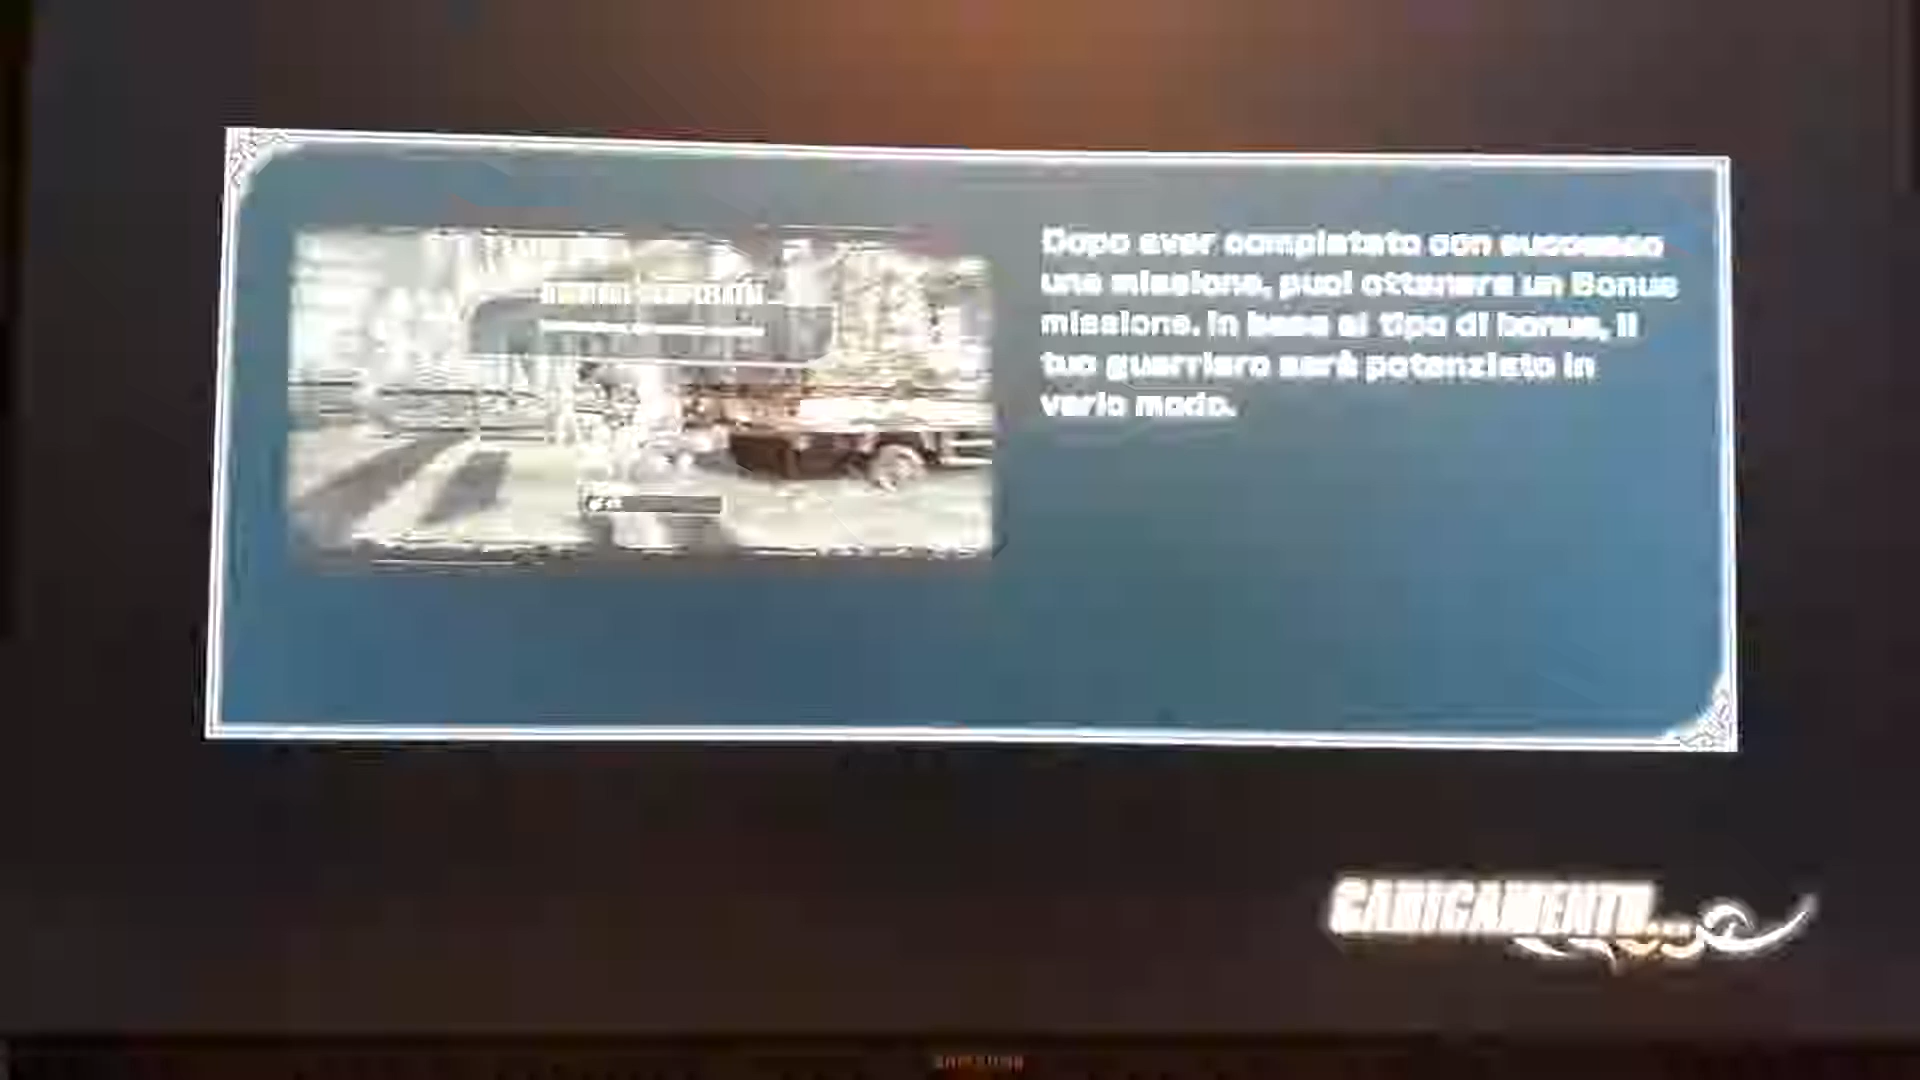 Dopo aver completato con successo
una missione, puoi ottenere un Bonus
missione. In base al tipo di bonus, il
tuo guerriero sarà potenziato in
vario modo.
CARICAMENTO...
SAMSUNG